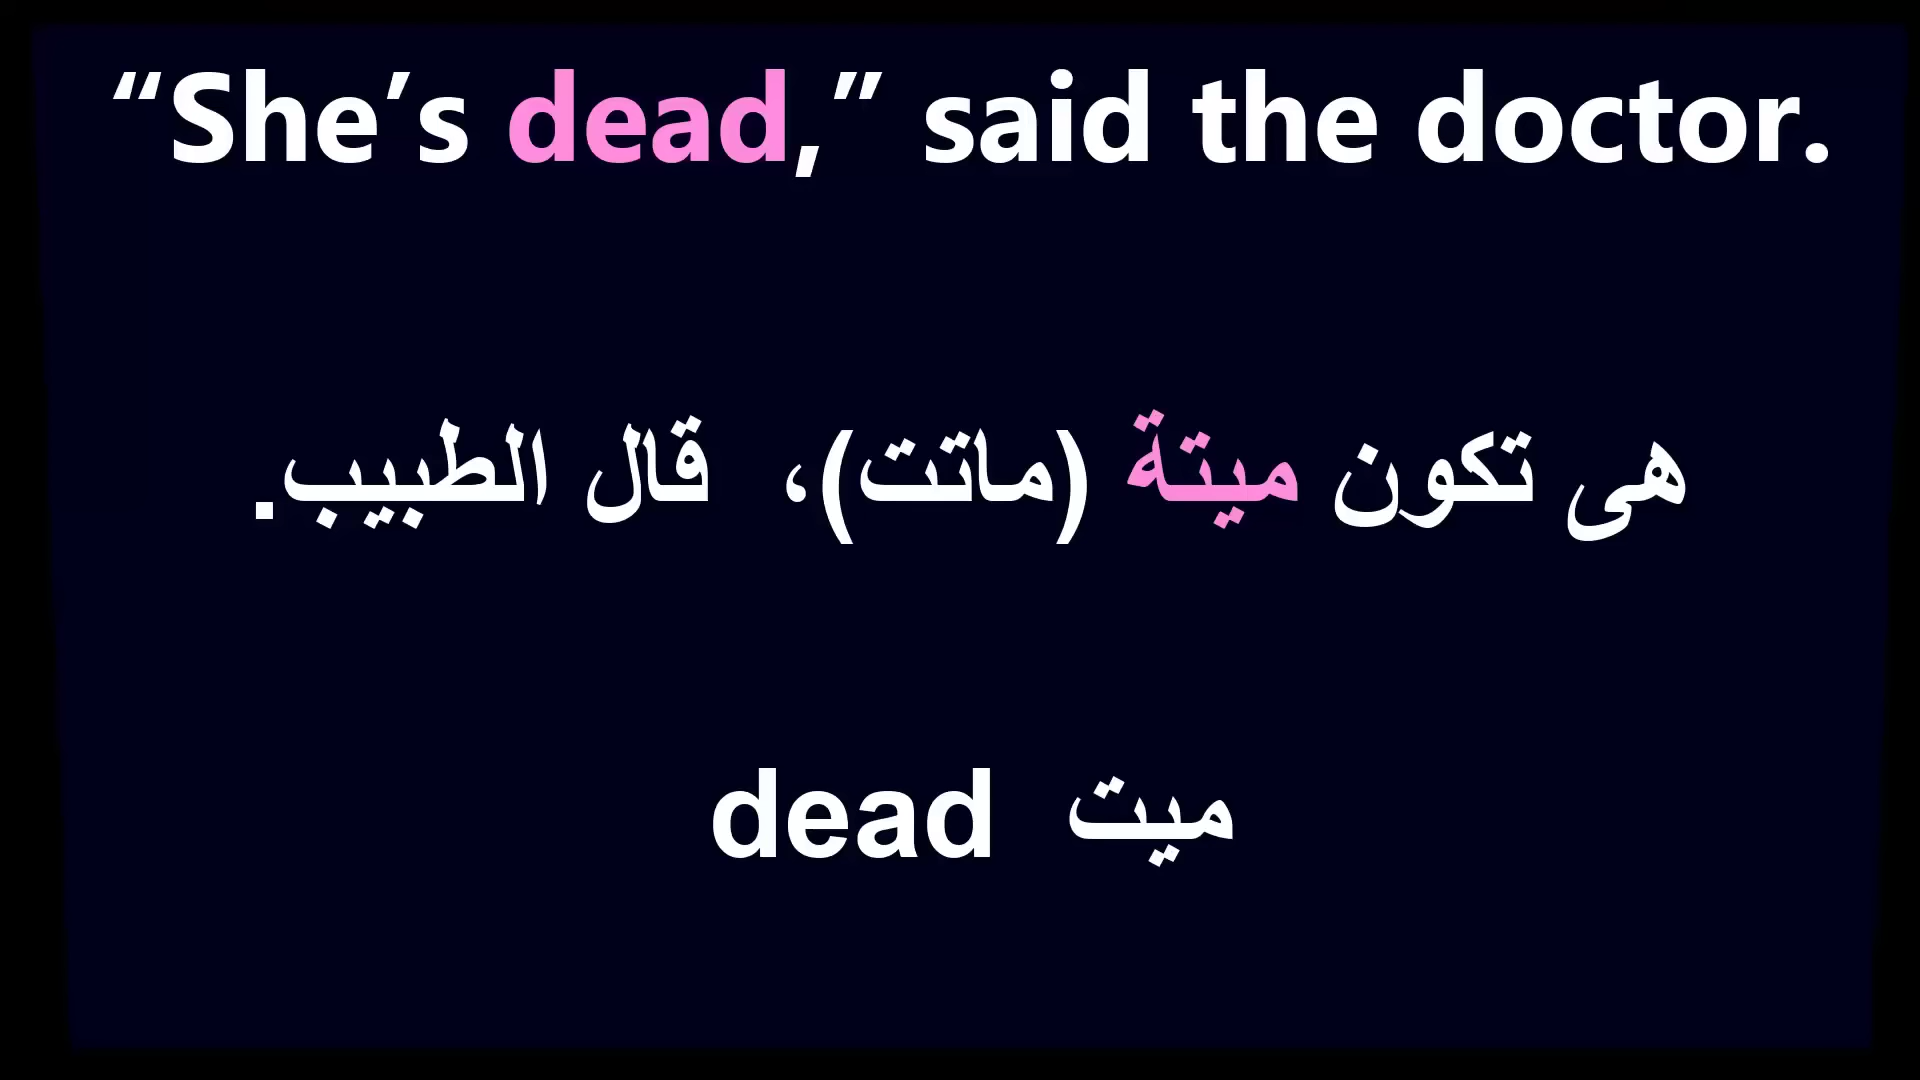 “She’s dead,” said the doctor.
هى تكون ميتة (ماتت)، قال الطبيب.
ميت dead